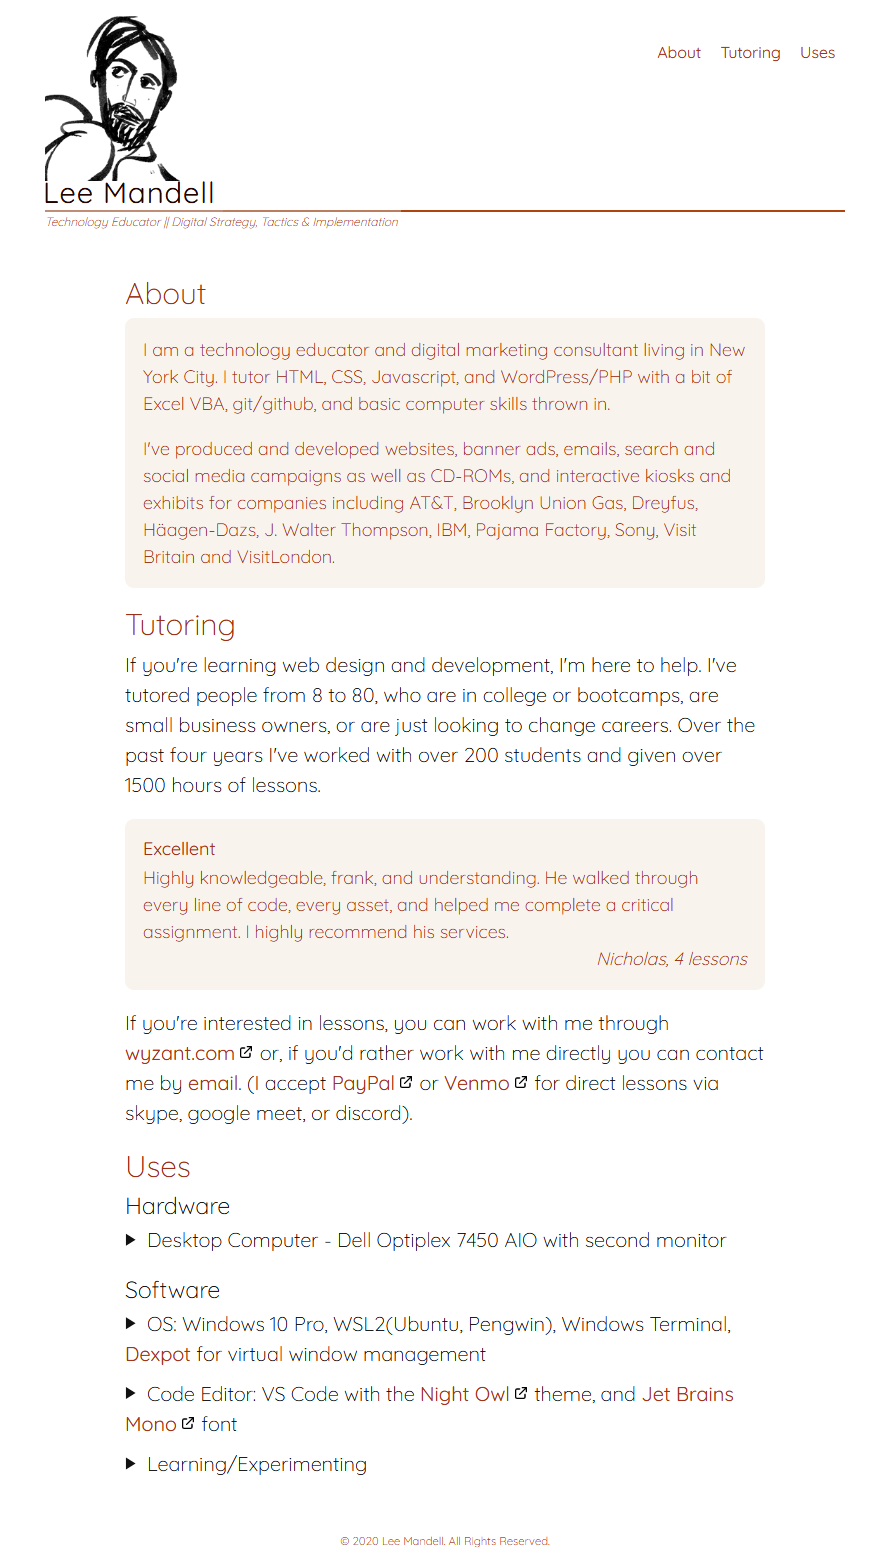 About Tutoring Uses
Lee Mandell
Technology Educator || Digital Strategy, Tactics & Implementation
About
I am a technology educator and digital marketing consultant living in New
York City. I tutor HTML, CSS, Javascript, and WordPress/PHP with a bit of
Excel VBA, git/github, and basic computer skills thrown in.
I've produced and developed websites, banner ads, emails, search and
social media campaigns as well as CD-ROMs, and interactive kiosks and
exhibits for companies including AT&T, Brooklyn Union Gas, Dreyfus,
Häagen-Dazs, J. Walter Thompson, IBM, Pajama Factory, Sony, Visit
Britain and VisitLondon.
Tutoring
If you're learning web design and development, I'm here to help. I've
tutored people from 8 to 80, who are in college or bootcamps, are
small business owners, or are just looking to change careers. Over the
past four years I've worked with over 200 students and given over
1500 hours of lessons.
Excellent
Highly knowledgeable, frank, and understanding. He walked through
every line of code, every asset, and helped me complete a critical
assignment. I highly recommend his services.
Nicholas, 4 lessons
If you're interested in lessons, you can work with me through
wyzant.com or, if you'd rather work with me directly you can contact
me by email. (I accept PayPal or Venmo for direct lessons via
skype, google meet, or discord).
Uses
Hardware
Desktop Computer - Dell Optiplex 7450 AIO with second monitor
Software
OS: Windows 10 Pro, WSL2(Ubuntu, Pengwin), Windows Terminal,
Dexpot for virtual window management
Code Editor: VS Code with the Night Owl theme, and Jet Brains
Mono font
Learning/Experimenting
© 2020 Lee Mandell. All Rights Reserved.